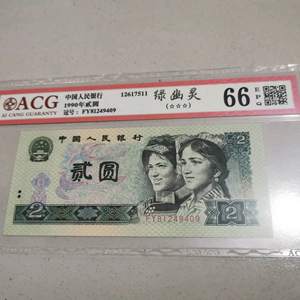 ACG
AI CANG GUARANTY
中国人民银行
1990年贰圆
冠号：FY81249409
12617511
绿幽灵
(☆☆☆)
66 EPQ
中国人民银行
贰圆
FY81249409
2
2